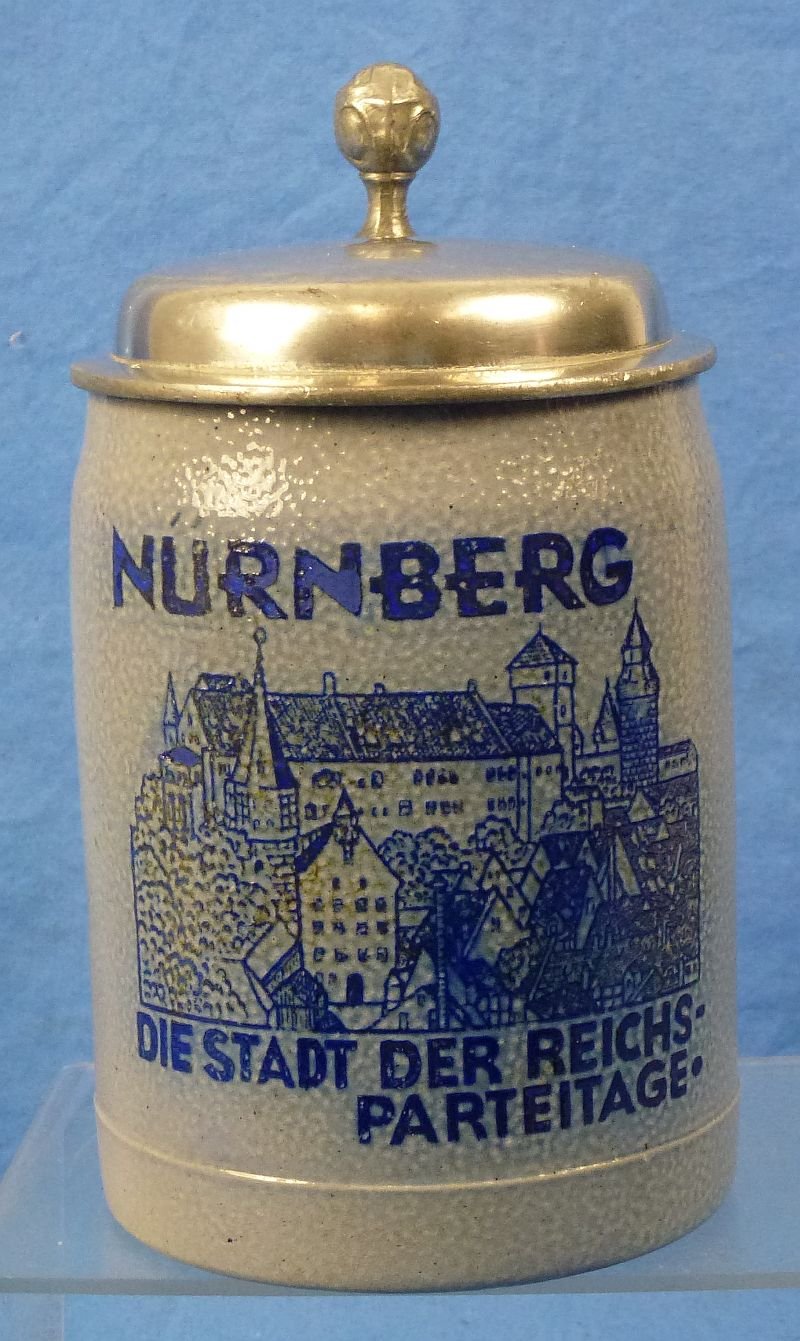 NÜRNBERG
DIE STADT DER REICHS-
PARTEITAGE•